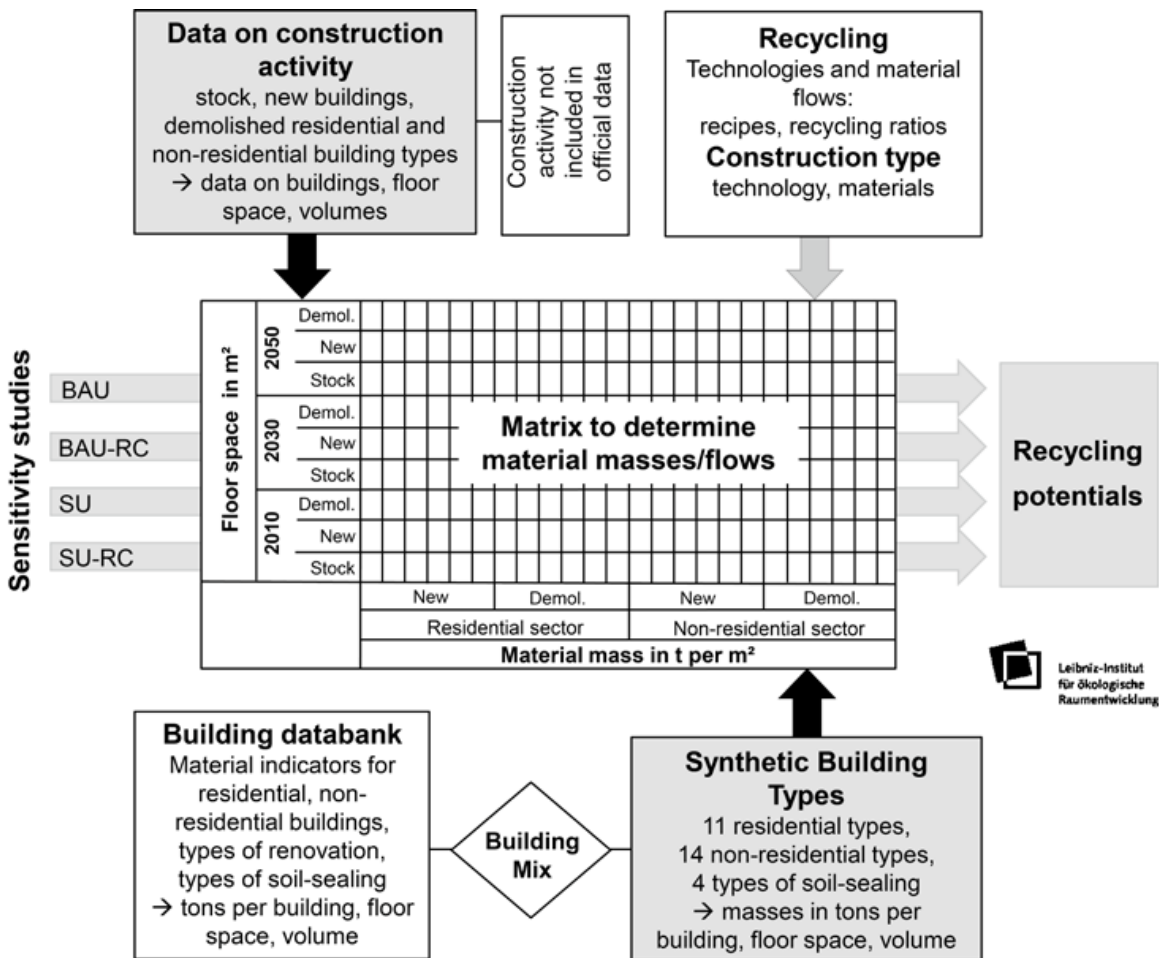 Data on construction
activity
stock, new buildings,
demolished residential and
non-residential building types
→ data on buildings, floor
space, volumes
Construction
activity not
included in
official data
Recycling
Technologies and material
flows:
recipes, recycling ratios
Construction type
technology, materials
Sensitivity studies
BAU
BAU-RC
SU
SU-RC
Floor space in m²
2050
Demol.
New
Stock
2030
Demol.
New
Stock
2010
Demol.
New
Stock
Matrix to determine
material masses/flows
Recycling
potentials
New
Demol.
New
Demol.
Residential sector
Non-residential sector
Material mass in t per m²
Leibniz-Institut
für ökologische
Raumentwicklung
Building databank
Material indicators for
residential, non-
residential buildings,
types of renovation,
types of soil-sealing
→ tons per building, floor
space, volume
Building
Mix
Synthetic Building
Types
11 residential types,
14 non-residential types,
4 types of soil-sealing
→ masses in tons per
building, floor space, volume